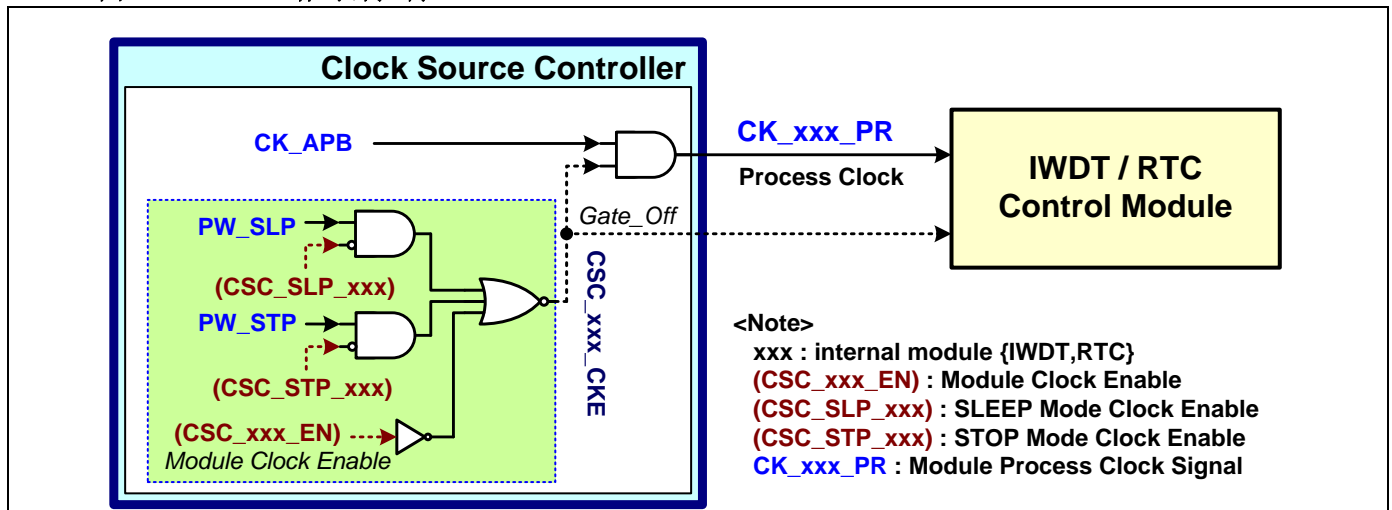 Clock Source Controller
CK_APB
CK_xxx_PR
Process Clock
IWDT / RTC
Control Module
PW_SLP
Gate_Off
(CSC_SLP_xxx)
PW_STP
(CSC_STP_xxx)
CSC_xxx_CKE
(CSC_xxx_EN)
Module Clock Enable
<Note>
xxx : internal module {IWDT,RTC}
(CSC_xxx_EN) : Module Clock Enable
(CSC_SLP_xxx) : SLEEP Mode Clock Enable
(CSC_STP_xxx) : STOP Mode Clock Enable
CK_xxx_PR : Module Process Clock Signal